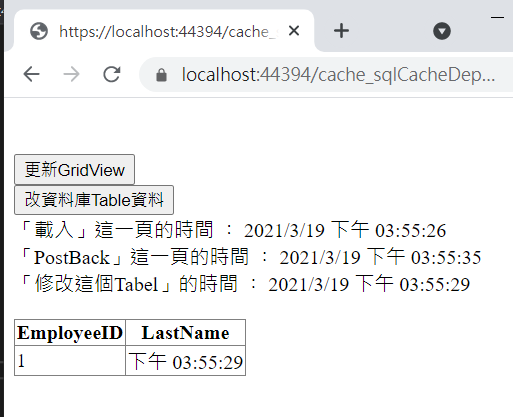 https://localhost:44394/cache_
localhost:44394/cache_sqlCacheDep...
更新GridView
改資料庫Table資料
「載入」這一頁的時間 ： 2021/3/19 下午 03:55:26
「PostBack」這一頁的時間 ： 2021/3/19 下午 03:55:35
「修改這個Tabel」的時間 ： 2021/3/19 下午 03:55:29
EmployeeID LastName
1 下午 03:55:29